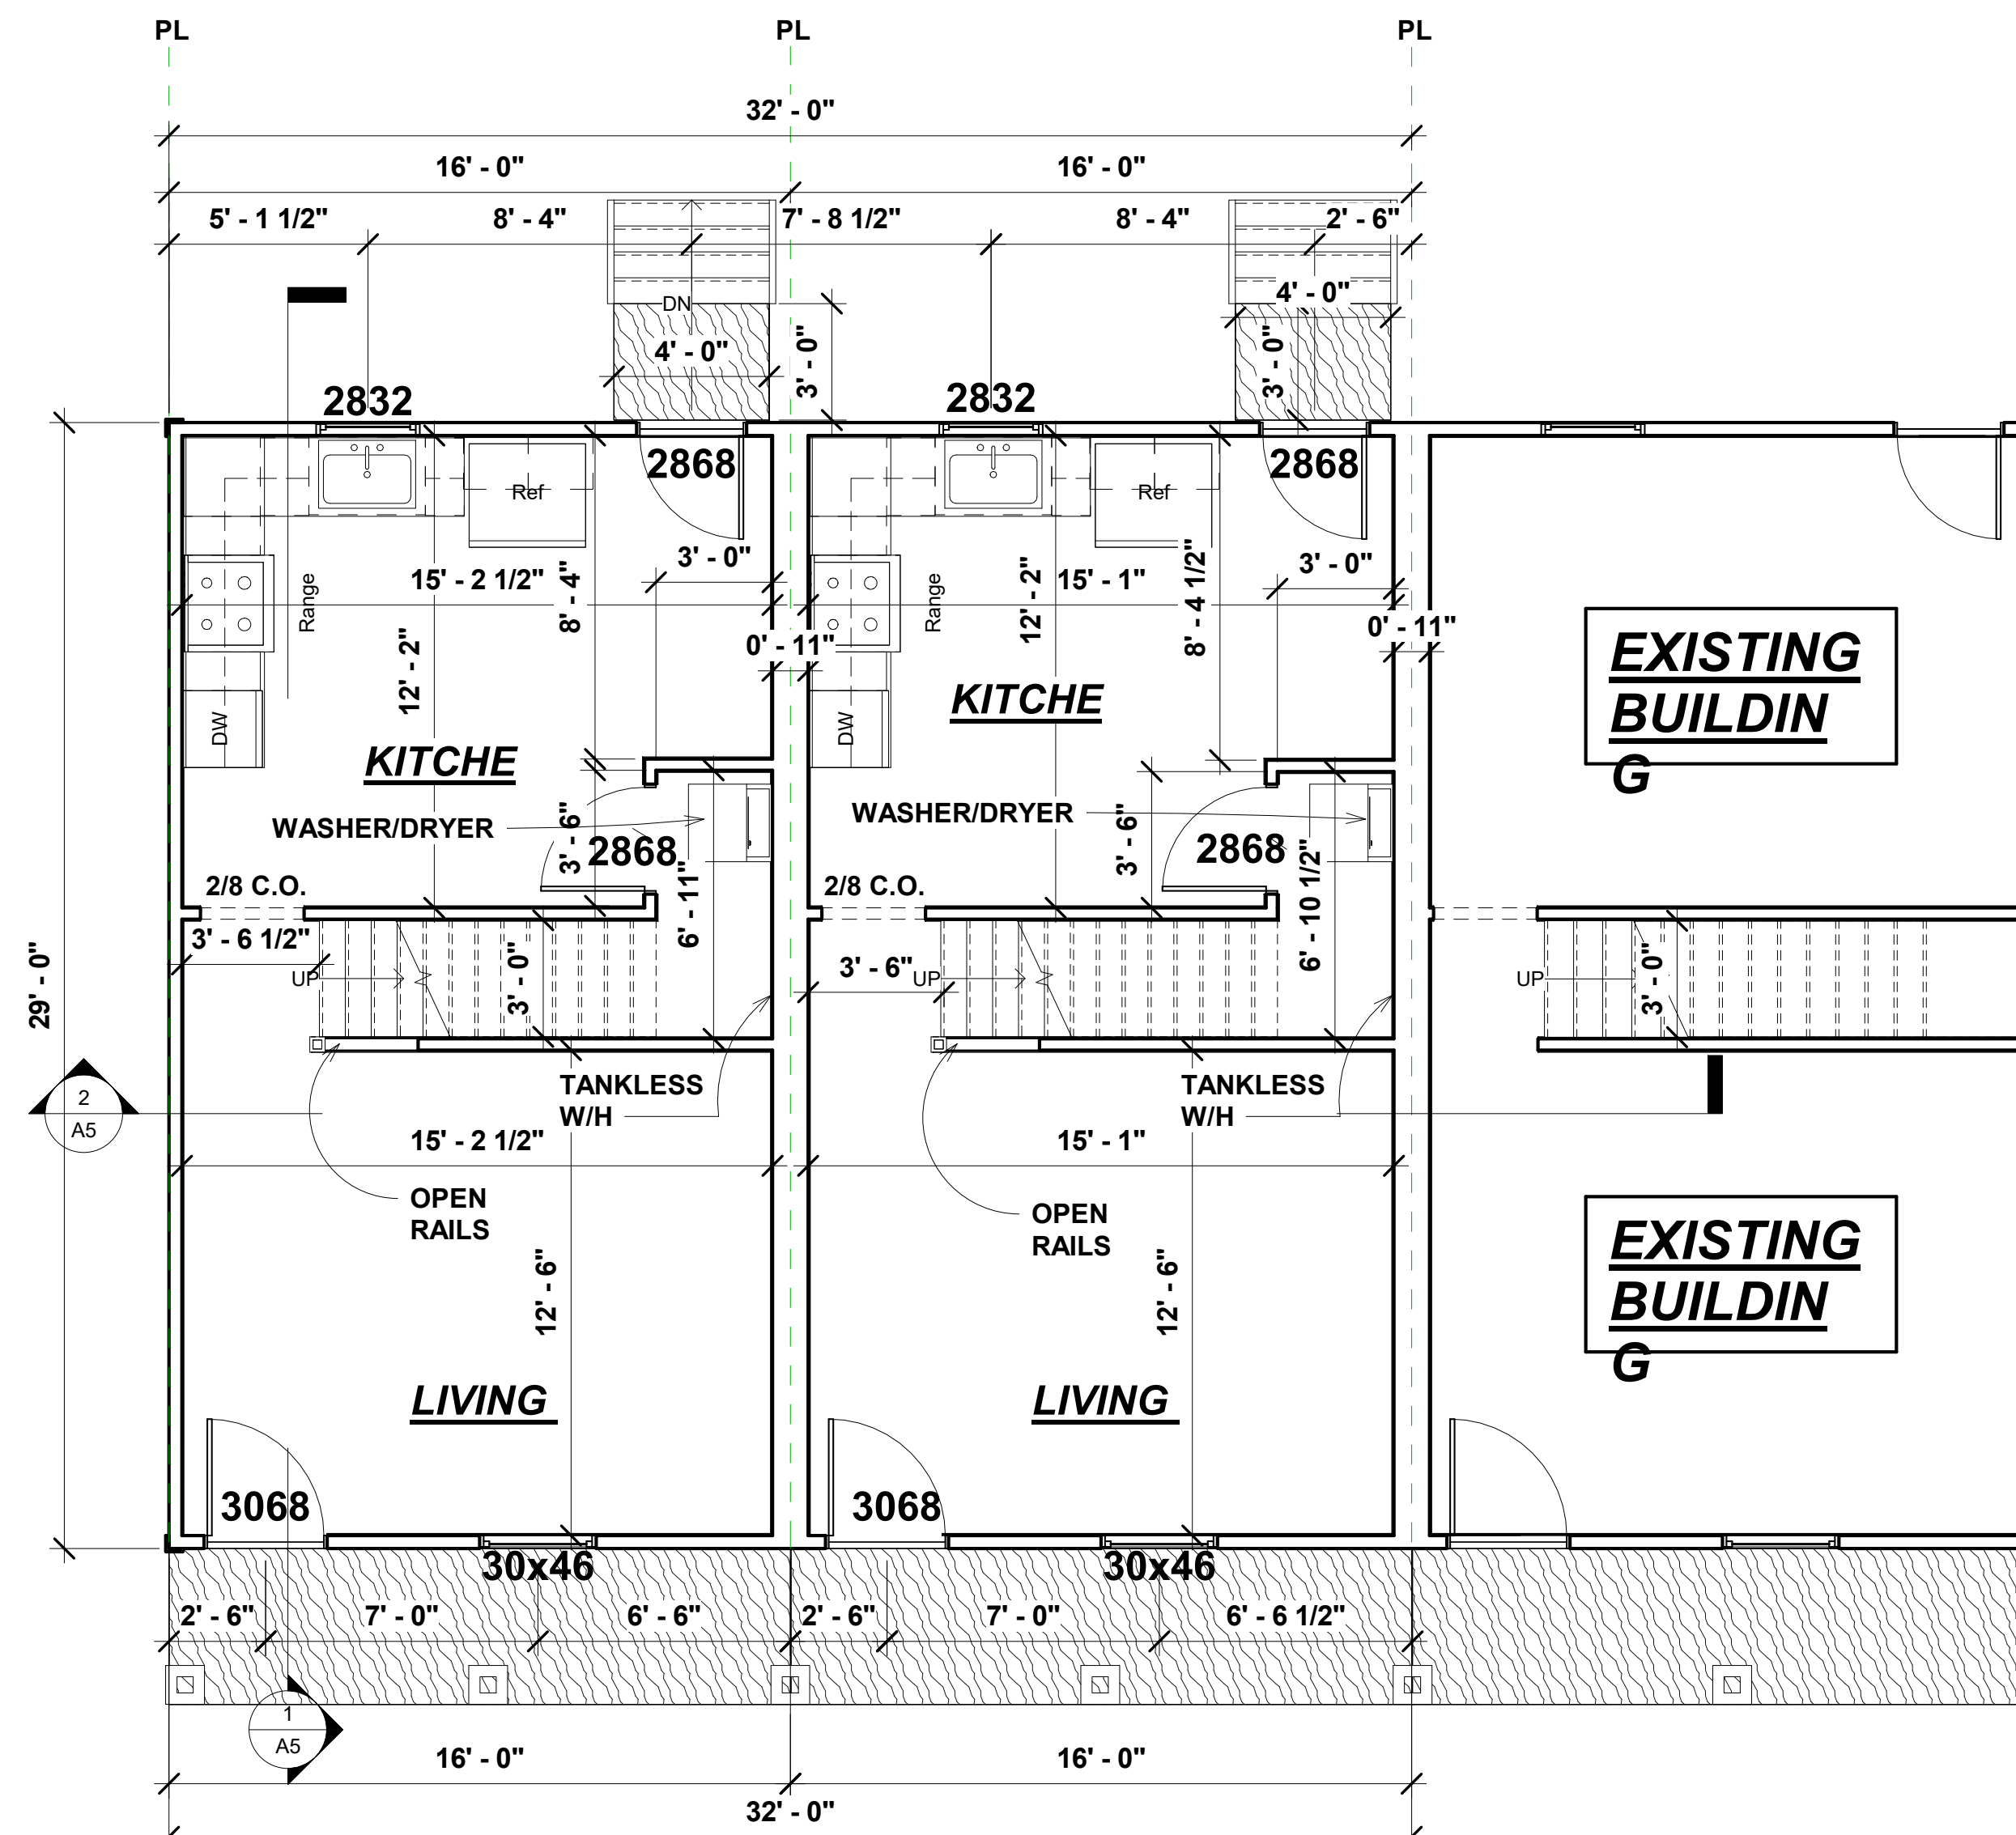 PL
PL
PL
32' - 0"
16' - 0"
16' - 0"
5' - 1 1/2"
8' - 4"
7' - 8 1/2"
8' - 4"
2' - 6"
DN
4' - 0"
3' - 0"
4' - 0"
3' - 0"
2832
2832
2868
2868
Ref
Ref
Range
Range
15' - 2 1/2"
8' - 4"
3' - 0"
12' - 2"
15' - 1"
8' - 4 1/2"
3' - 0"
12' - 2"
0' - 11"
0' - 11"
DW
DW
KITCHE
KITCHE
EXISTING
BUILDIN
G
WASHER/DRYER
WASHER/DRYER
3' - 6"
2868
3' - 6"
2868
2/8 C.O.
2/8 C.O.
6' - 11"
6' - 10 1/2"
3' - 6 1/2"
3' - 6"
UP
UP
UP
3' - 0"
3' - 0"
29' - 0"
TANKLESS
W/H
TANKLESS
W/H
2
A5
15' - 2 1/2"
15' - 1"
OPEN
RAILS
OPEN
RAILS
12' - 6"
12' - 6"
EXISTING
BUILDIN
G
LIVING
LIVING
3068
3068
30x46
30x46
2' - 6"
7' - 0"
6' - 6"
2' - 6"
7' - 0"
6' - 6 1/2"
1
A5
16' - 0"
16' - 0"
32' - 0"